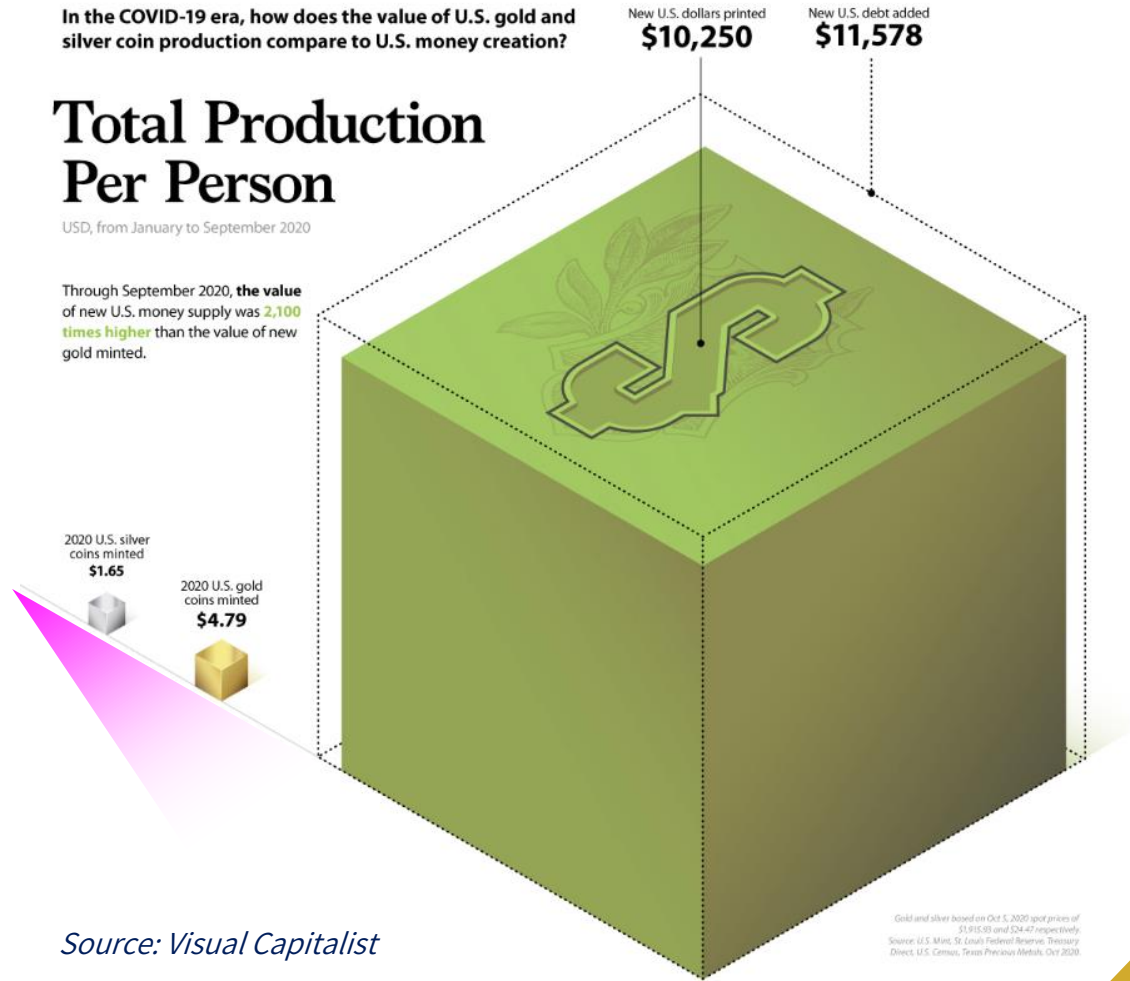 In the COVID-19 era, how does the value of U.S. gold and
silver coin production compare to U.S. money creation?
New U.S. dollars printed
$10,250
New U.S. debt added
$11,578
Total Production
Per Person
USD, from January to September 2020
Through September 2020, the value
of new U.S. money supply was 2,100
times higher than the value of new
gold minted.
2020 U.S. silver
coins minted
$1.65
2020 U.S. gold
coins minted
$4.79
Source: Visual Capitalist
Gold and silver based on Oct 5, 2020 spot prices of
$1,915.93 and $24.47 respectively.
Source: U.S. Mint, St. Louis Federal Reserve, Treasury
Direct, U.S. Census, Texas Precious Metals, Oct 2020.